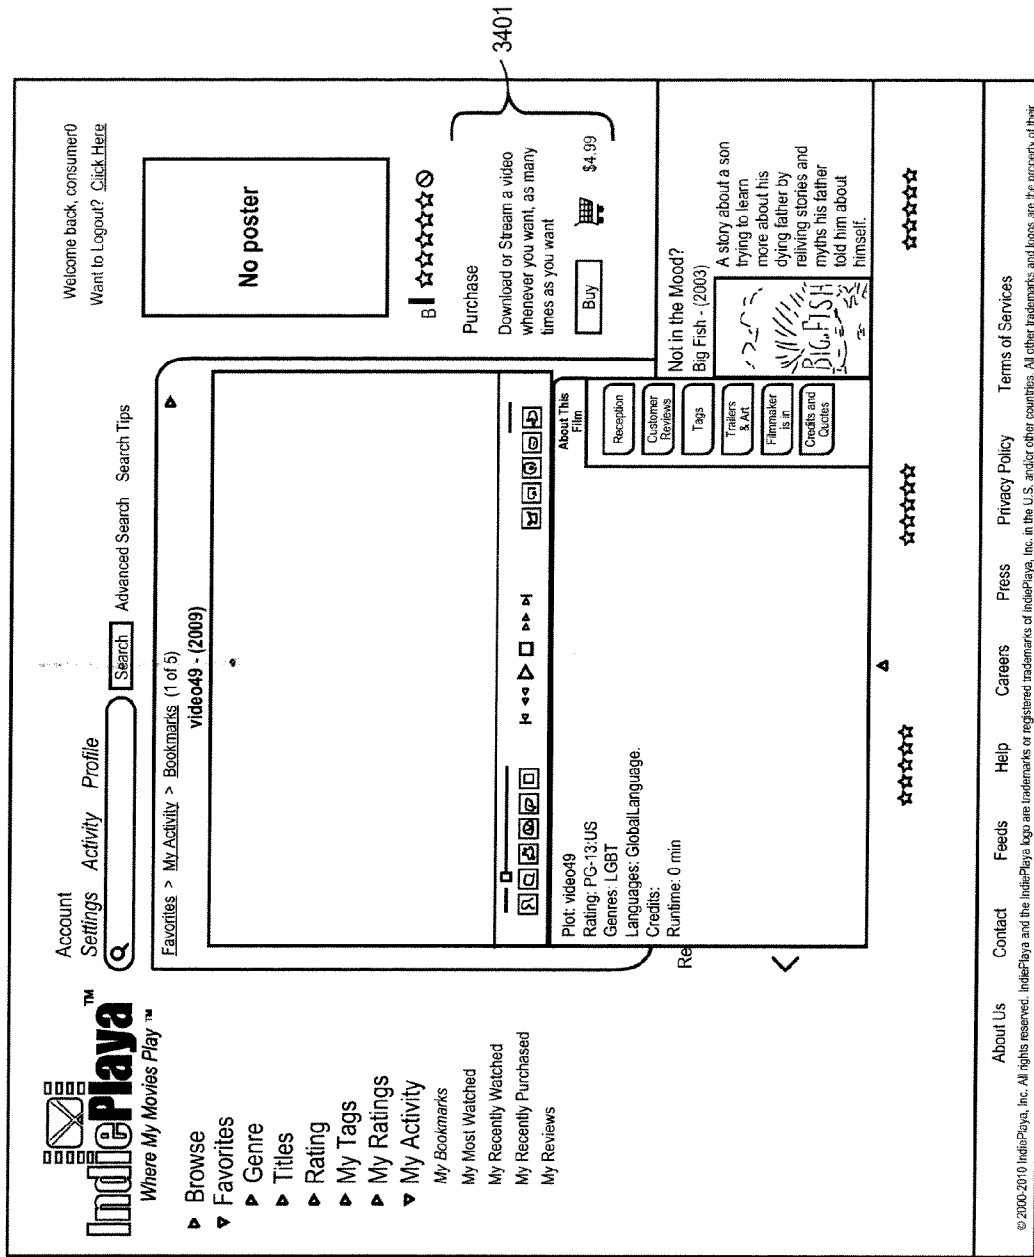 IndiePlaya™
Where My Movies Play™
Account
Settings Activity Profile
Search Advanced Search Search Tips
Welcome back, consumer0
Want to Logout? Click Here
Browse
Favorites
Genre
Titles
Rating
My Tags
My Ratings
My Activity
My Bookmarks
My Most Watched
My Recently Watched
My Recently Purchased
My Reviews
Favorites > My Activity > Bookmarks (1 of 5)
video49 - (2009)
No poster
B
Purchase
Download or Stream a video
whenever you want, as many
times as you want
Buy $4.99
3401
Plot: video49
Rating: PG-13:US
Genres: LGBT
Languages: GlobalLanguage.
Credits:
Runtime: 0 min
About This
Film
Reception
Customer
Reviews
Tags
Trailers
& Art
Filmmaker
is in
Credits and
Quotes
Not in the Mood?
Big Fish - (2003)
BIG FISH
A story about a son
trying to learn
more about his
dying father by
reliving stories and
myths his father
told him about
himself.
Re
About Us Contact Feeds Help Careers Press Privacy Policy Terms of Services
© 2000-2010 IndiePlaya, Inc. All rights reserved. IndiePlaya and the IndiePlaya logo are trademarks or registered trademarks of IndiePlaya, Inc. in the U.S. and/or other countries. All other trademarks and logos are the property of their